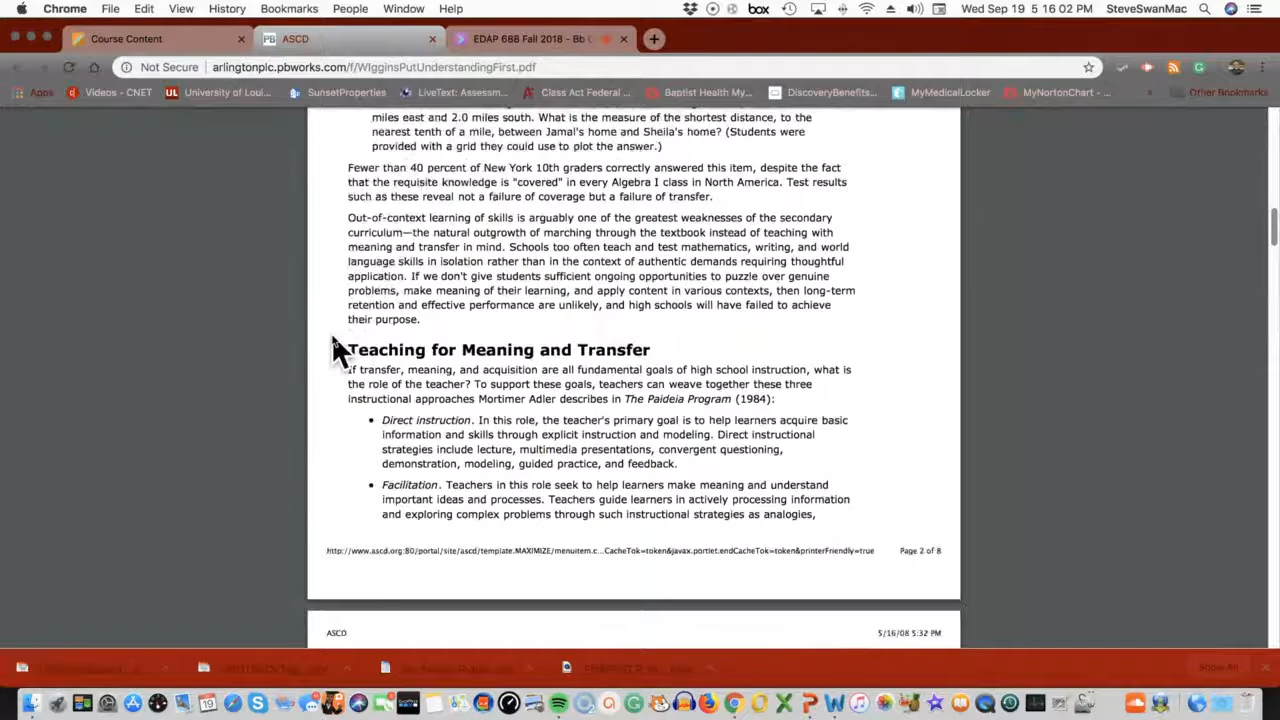 Chrome File Edit View History Bookmarks People Window Help box Wed Sep 19 5 16 02 PM SteveSwanMac
Course Content PB ASCD EDAP 688 Fall 2018 - Bb C
Not Secure arlingtonplc.pbworks.com/f/WIgginsPutUnderstandingFirst.pdf
Apps Videos - CNET UL University of Loui... SunsetProperties LiveText: Assessm... Class Act Federal ... Baptist Health My... DiscoveryBenefits... MyMedicalLocker MyNortonChart - ... Other Bookmarks
miles east and 2.0 miles south. What is the measure of the shortest distance, to the
nearest tenth of a mile, between Jamal's home and Sheila's home? (Students were
provided with a grid they could use to plot the answer.)
Fewer than 40 percent of New York 10th graders correctly answered this item, despite the fact
that the requisite knowledge is "covered" in every Algebra I class in North America. Test results
such as these reveal not a failure of coverage but a failure of transfer.
Out-of-context learning of skills is arguably one of the greatest weaknesses of the secondary
curriculum—the natural outgrowth of marching through the textbook instead of teaching with
meaning and transfer in mind. Schools too often teach and test mathematics, writing, and world
language skills in isolation rather than in the context of authentic demands requiring thoughtful
application. If we don't give students sufficient ongoing opportunities to puzzle over genuine
problems, make meaning of their learning, and apply content in various contexts, then long-term
retention and effective performance are unlikely, and high schools will have failed to achieve
their purpose.
Teaching for Meaning and Transfer
If transfer, meaning, and acquisition are all fundamental goals of high school instruction, what is
the role of the teacher? To support these goals, teachers can weave together these three
instructional approaches Mortimer Adler describes in The Paideia Program (1984):
• Direct instruction. In this role, the teacher's primary goal is to help learners acquire basic
information and skills through explicit instruction and modeling. Direct instructional
strategies include lecture, multimedia presentations, convergent questioning,
demonstration, modeling, guided practice, and feedback.
• Facilitation. Teachers in this role seek to help learners make meaning and understand
important ideas and processes. Teachers guide learners in actively processing information
and exploring complex problems through such instructional strategies as analogies,
http://www.ascd.org:80/portal/site/ascd/template.MAXIMIZE/menuitem.c...CacheTok=token&javax.portlet.endCacheTok=token&printerFriendly=true Page 2 of 8
ASCD 5/16/08 5:32 PM
Show All